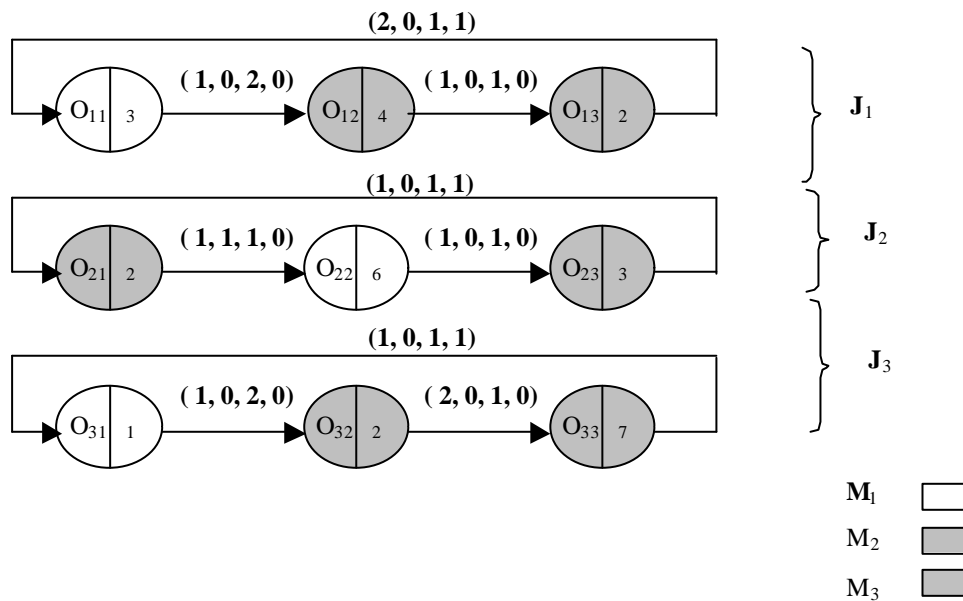 (2, 0, 1, 1)
( 1, 0, 2, 0) (1, 0, 1, 0)
O11 3 O12 4 O13 2 J1
(1, 0, 1, 1)
( 1, 1, 1, 0) (1, 0, 1, 0)
O21 2 O22 6 O23 3 J2
(1, 0, 1, 1)
J3
( 1, 0, 2, 0) (2, 0, 1, 0)
O31 1 O32 2 O33 7
M1
M2
M3